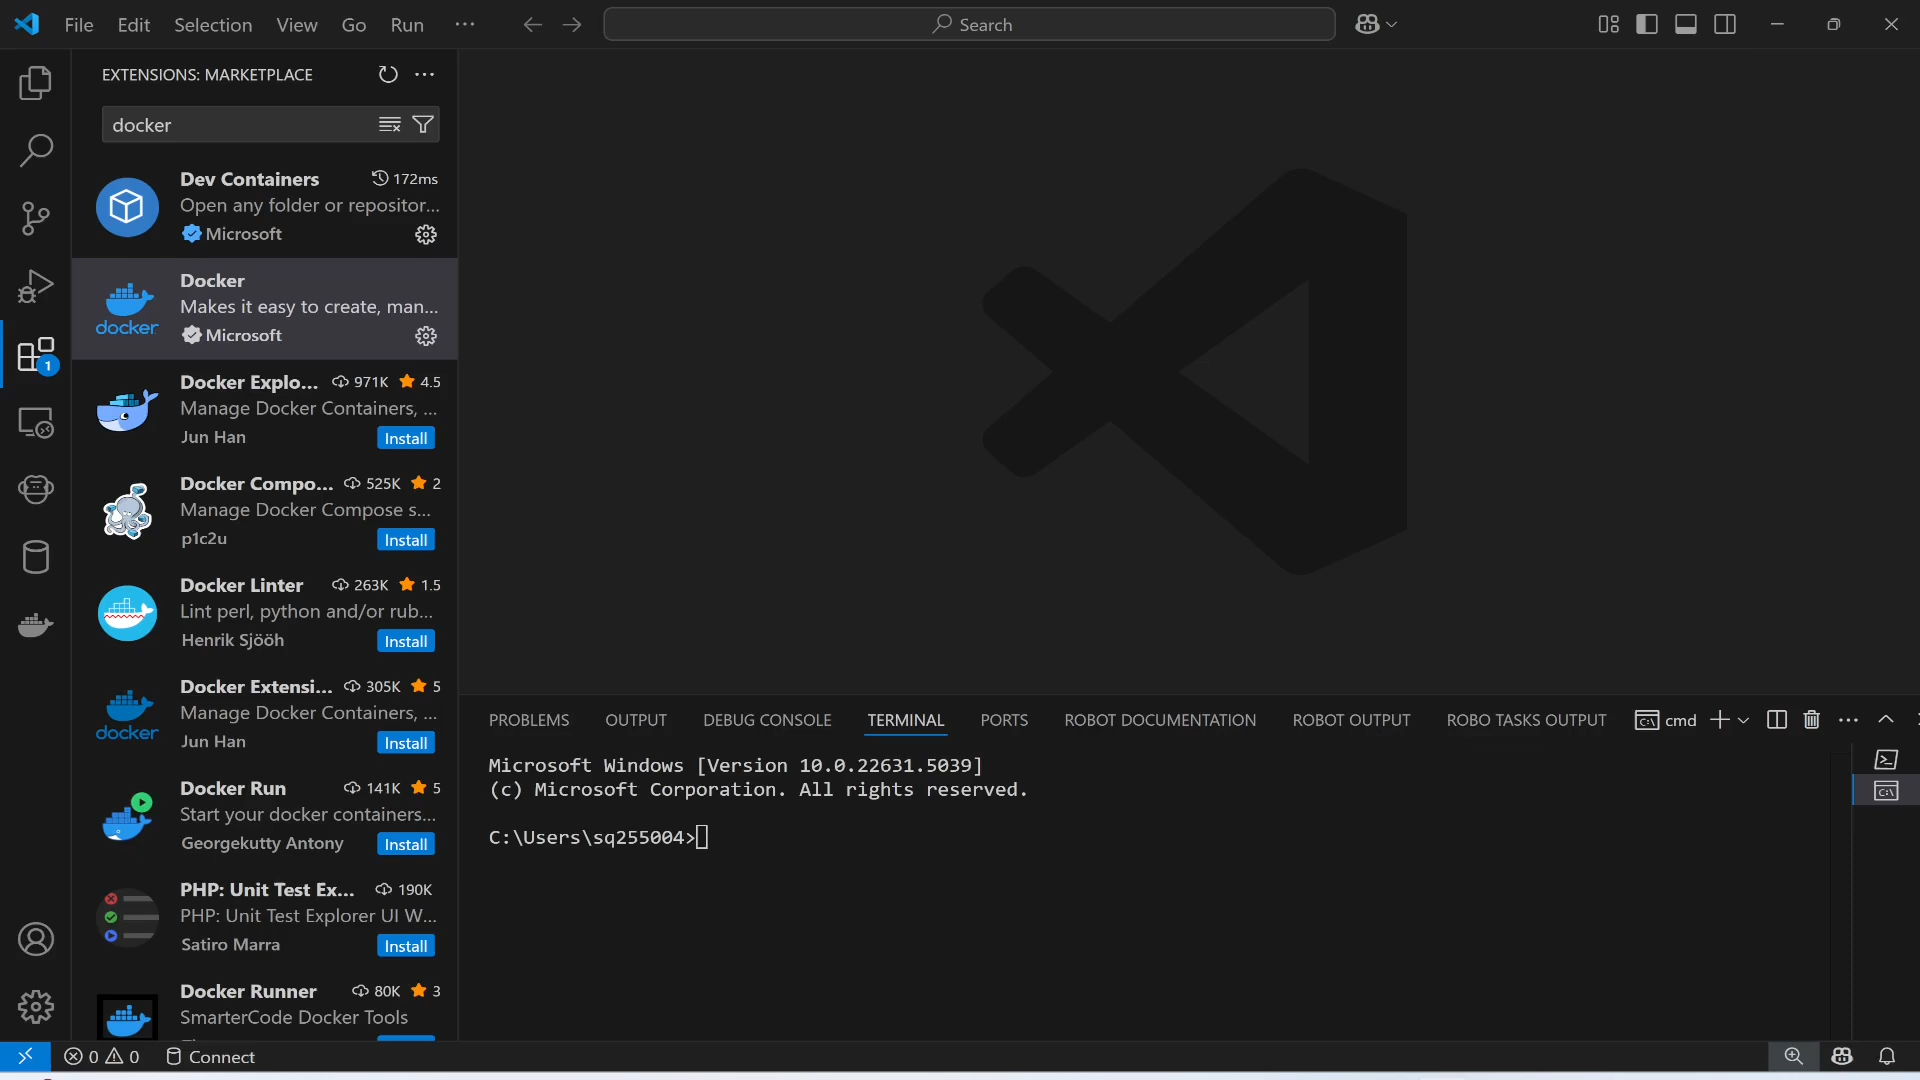 File Edit Selection View Go Run ··· Search
EXTENSIONS: MARKETPLACE
docker
Dev Containers 172ms
Open any folder or repositor...
Microsoft
docker
Docker
Makes it easy to create, man...
Microsoft
1
Docker Explo... 971K 4.5
Manage Docker Containers, ...
Jun Han Install
Docker Compo... 525K 2
Manage Docker Compose s...
p1c2u Install
Docker Linter 263K 1.5
Lint perl, python and/or rub...
Henrik Sjööh Install
docker
Docker Extensi... 305K 5
Manage Docker Containers, ...
Jun Han Install
Docker Run 141K 5
Start your docker containers...
Georgekutty Antony Install
PHP: Unit Test Ex... 190K
PHP: Unit Test Explorer UI W...
Satiro Marra Install
Docker Runner 80K 3
SmarterCode Docker Tools
PROBLEMS OUTPUT DEBUG CONSOLE TERMINAL PORTS ROBOT DOCUMENTATION ROBOT OUTPUT ROBO TASKS OUTPUT cmd
Microsoft Windows [Version 10.0.22631.5039]
(c) Microsoft Corporation. All rights reserved.
C:\Users\sq255004>
0 0 Connect